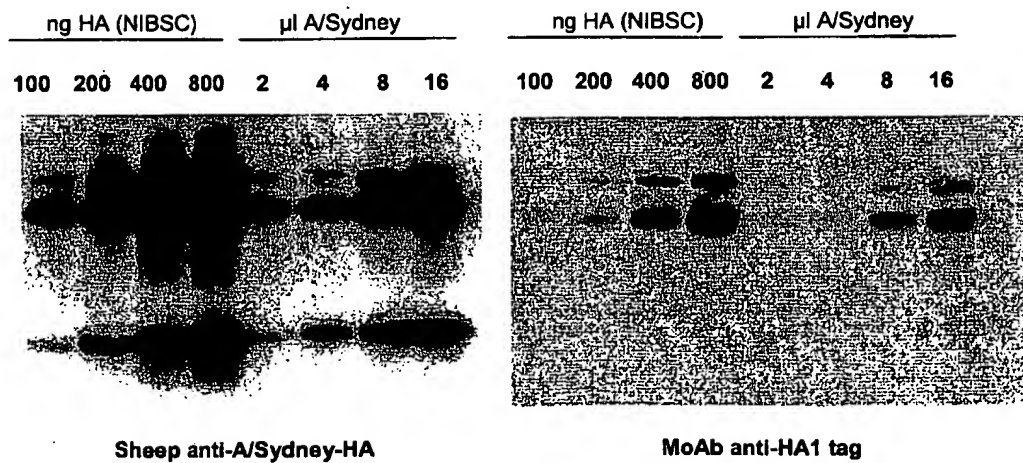 ng HA (NIBSC) µl A/Sydney
100 200 400 800 2 4 8 16
Sheep anti-A/Sydney-HA
ng HA (NIBSC) µl A/Sydney
100 200 400 800 2 4 8 16
MoAb anti-HA1 tag